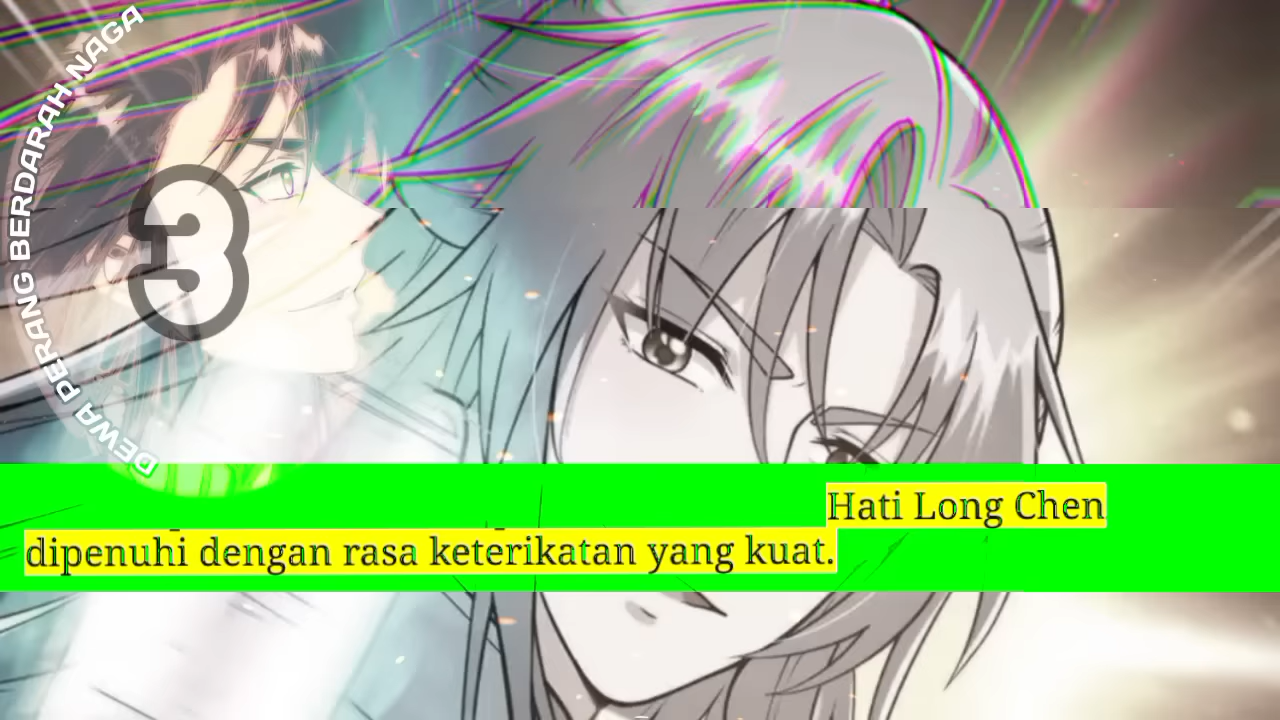 DEWA PERANG BERDARAH NAGA
3
Hati Long Chen
dipenuhi dengan rasa keterikatan yang kuat.